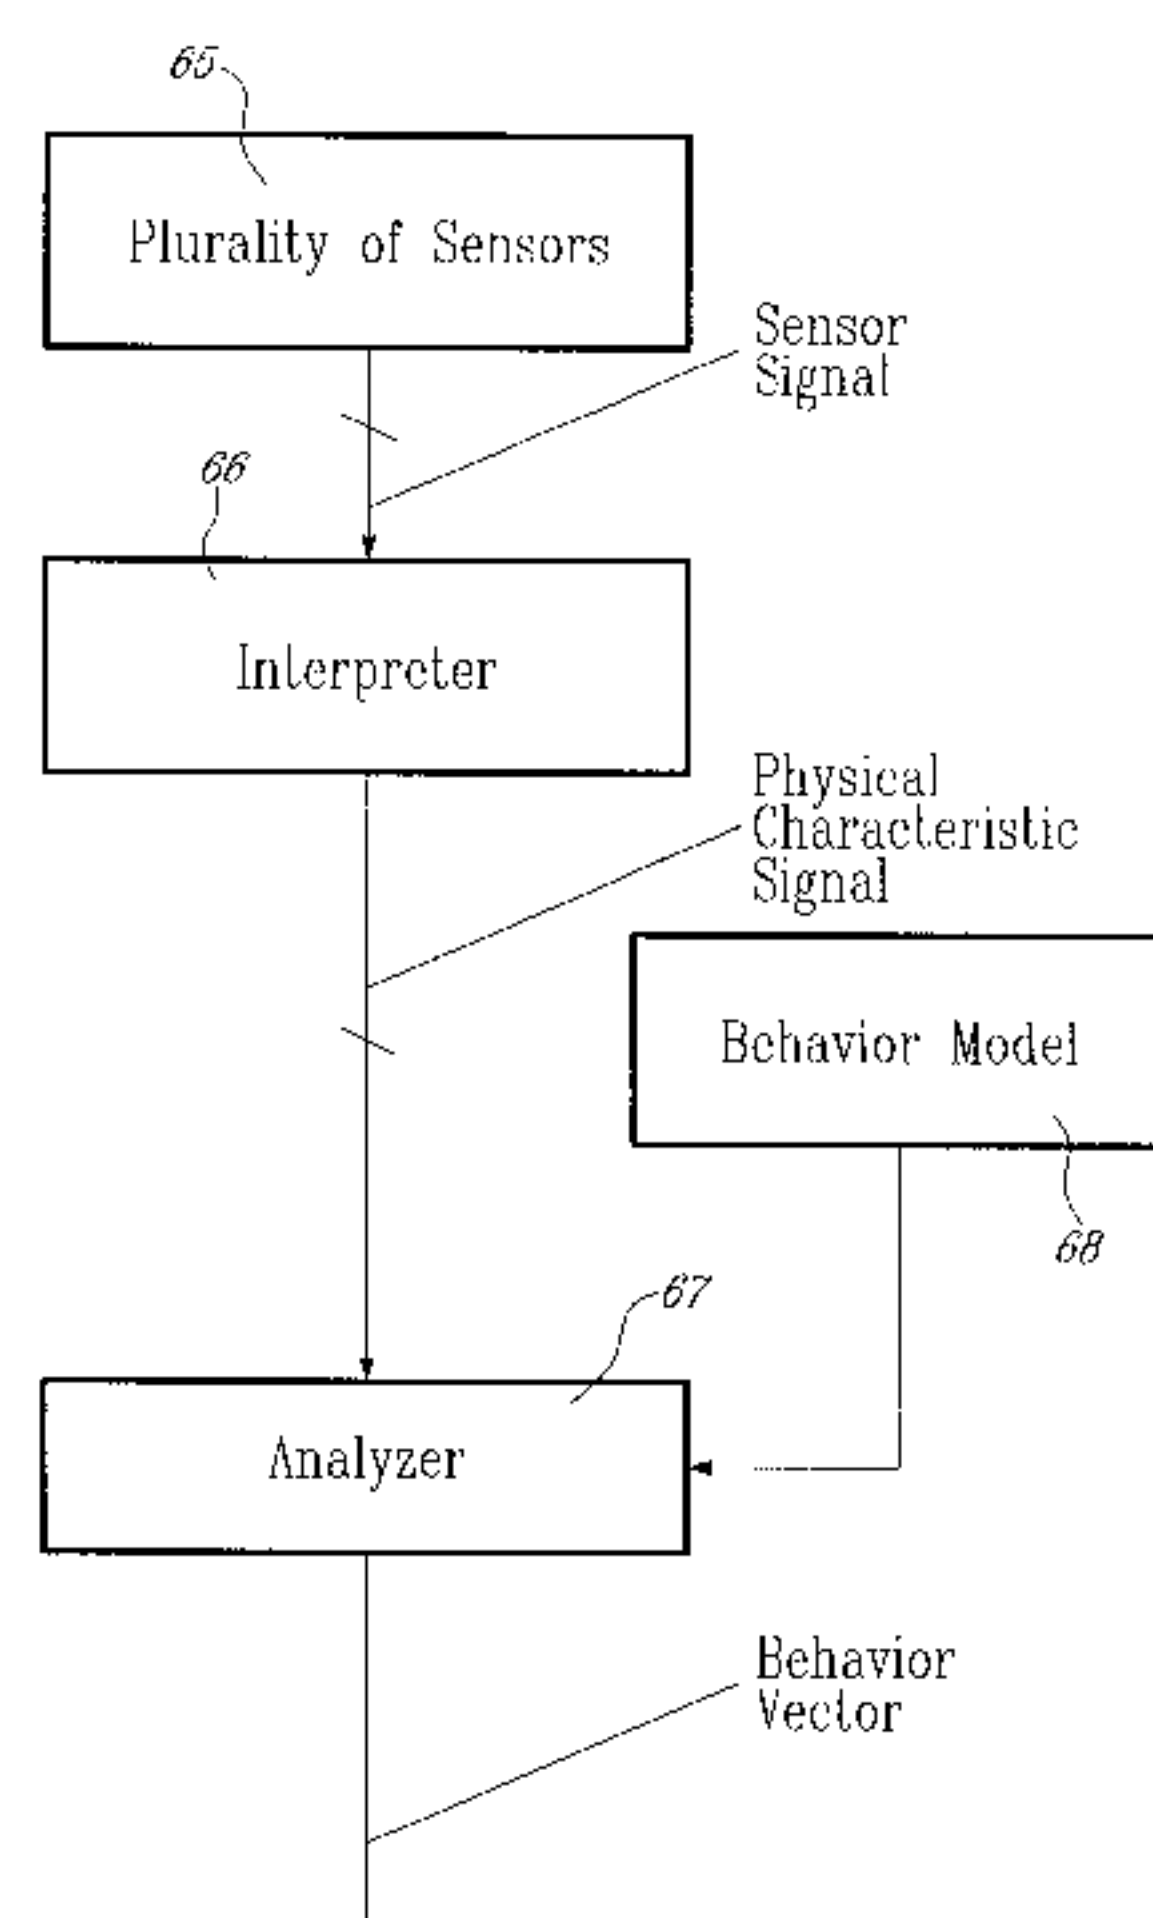 65
Plurality of Sensors
Sensor
Signal
66
Interpreter
Physical
Characteristic
Signal
Behavior Model
68
67
Analyzer
Behavior
Vector